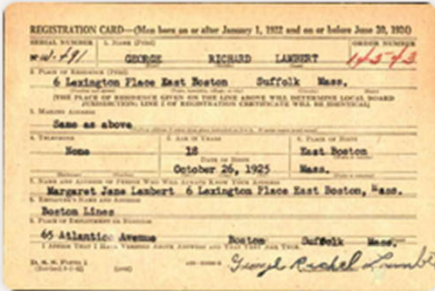 REGISTRATION CARD—(Men born on or after January 1, 1922 and on or before June 30, 1924)
SERIAL NUMBER 1. NAME (Print) ORDER NUMBER
GEORGE RICHARD LAMBERT
2. PLACE OF RESIDENCE (Print)
6 Lexington Place East Boston Suffolk Mass.
[THE PLACE OF RESIDENCE GIVEN ON THE LINE ABOVE WILL DETERMINE LOCAL BOARD
JURISDICTION; LINE 2 OF REGISTRATION CERTIFICATE WILL BE IDENTICAL]
3. MAILING ADDRESS
Same as above
4. TELEPHONE 5. AGE IN YEARS 6. PLACE OF BIRTH
None 18 East Boston
DATE OF BIRTH
October 26, 1925 Mass.
7. NAME AND ADDRESS OF PERSON WHO WILL ALWAYS KNOW YOUR ADDRESS
Margaret Jane Lambert 6 Lexington Place East Boston, Mass.
8. EMPLOYER'S NAME AND ADDRESS
Boston Lines
9. PLACE OF EMPLOYMENT OR BUSINESS
65 Atlantic Avenue Boston Suffolk Mass.
I AFFIRM THAT I HAVE VERIFIED ABOVE ANSWERS AND THAT THEY ARE TRUE.